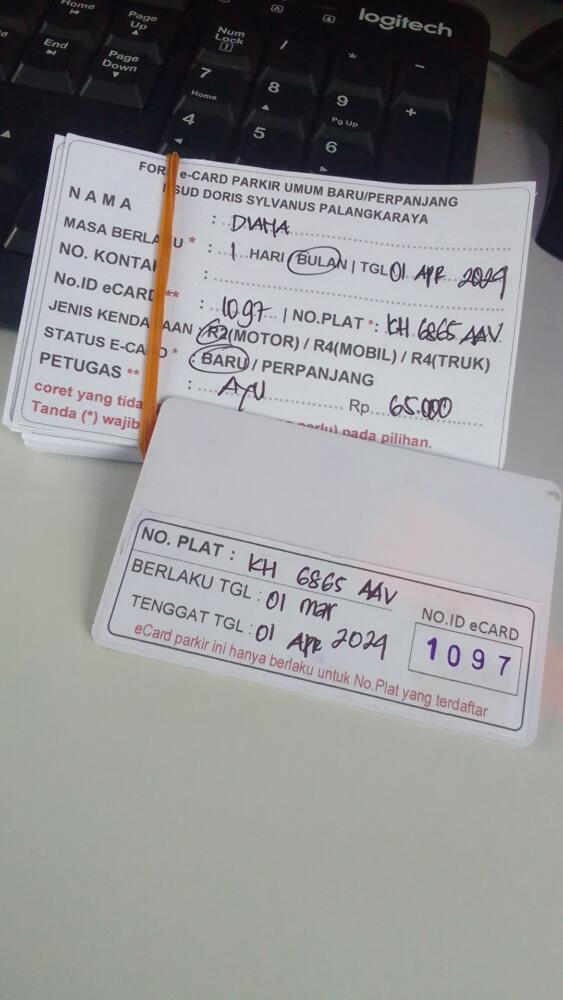 Home
Page Up
End
Page Down
logitech
Num Lock
/
*
-
7
Home
8
9
Pg Up
+
4
5
6
FOR e-CARD PARKIR UMUM BARU/PERPANJANG
SUD DORIS SYLVANUS PALANGKARAYA
NAMA : DIAHA
MASA BERLA U * : 1 HARI BULAN | TGL 01 APR 2024
NO. KONTA :
No.ID eCARD ** : 1097 | NO.PLAT *: KH 6865 AAV
JENIS KENDA AAN R2(MOTOR) / R4(MOBIL) / R4(TRUK)
STATUS E-CA D * : BARU / PERPANJANG
PETUGAS ** : AYU Rp. 65.000
coret yang tida perlu) pada pilihan.
Tanda (*) wajib
NO. PLAT : KH 6865 AAV
BERLAKU TGL : 01 mar
TENGGAT TGL : 01 Apr 2024
NO.ID eCARD
1097
eCard parkir ini hanya berlaku untuk No.Plat yang terdaftar